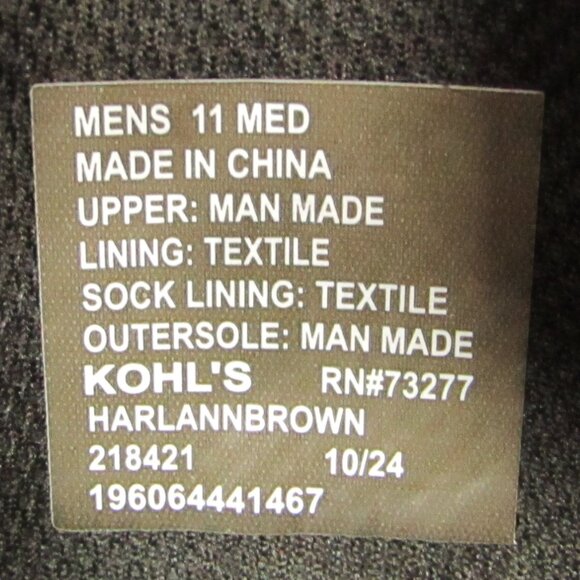 MENS 11 MED
MADE IN CHINA
UPPER: MAN MADE
LINING: TEXTILE
SOCK LINING: TEXTILE
OUTERSOLE: MAN MADE
KOHL'S RN#73277
HARLANNBROWN
218421 10/24
196064441467